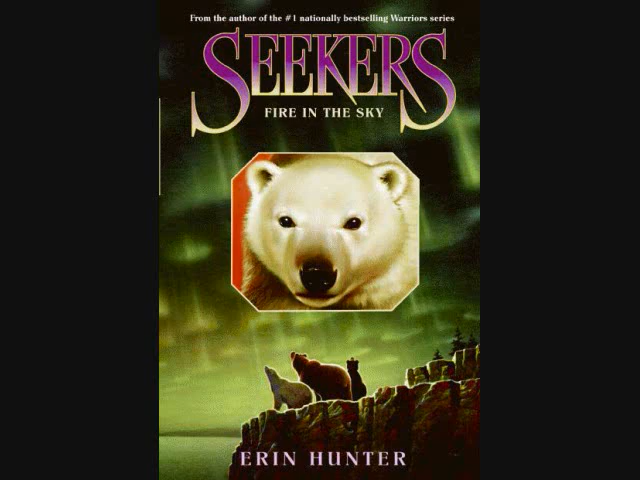 From the author of the #1 nationally bestselling Warriors series
SEEKERS
FIRE IN THE SKY
ERIN HUNTER